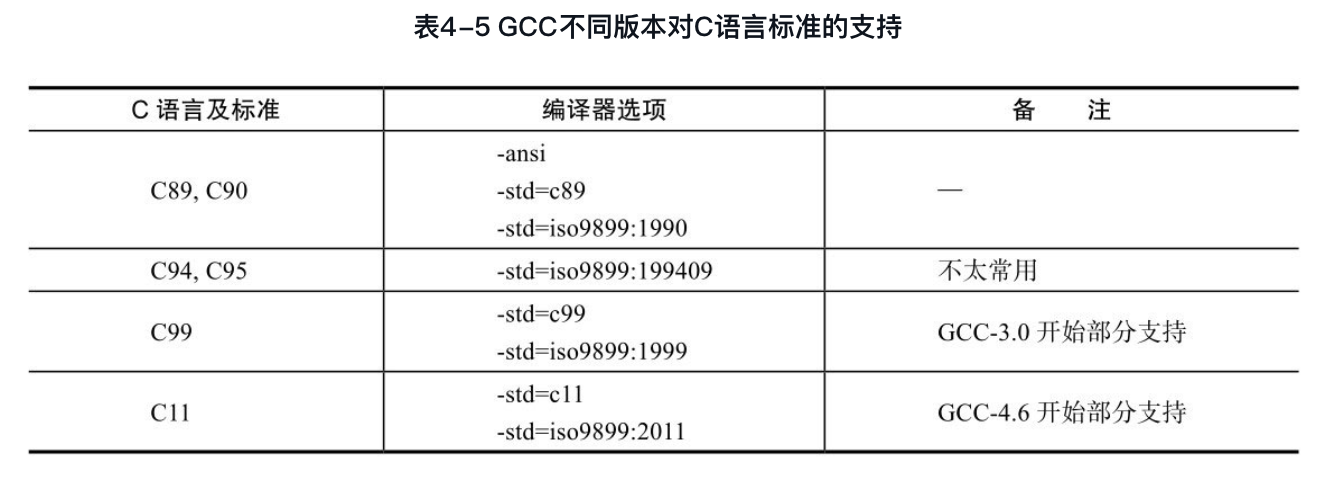 表4-5 GCC不同版本对C语言标准的支持
C 语言及标准 编译器选项 备 注
-ansi
C89, C90 -std=c89 —
-std=iso9899:1990
C94, C95 -std=iso9899:199409 不太常用
-std=c99
C99 GCC-3.0 开始部分支持
-std=iso9899:1999
-std=c11
C11 GCC-4.6 开始部分支持
-std=iso9899:2011